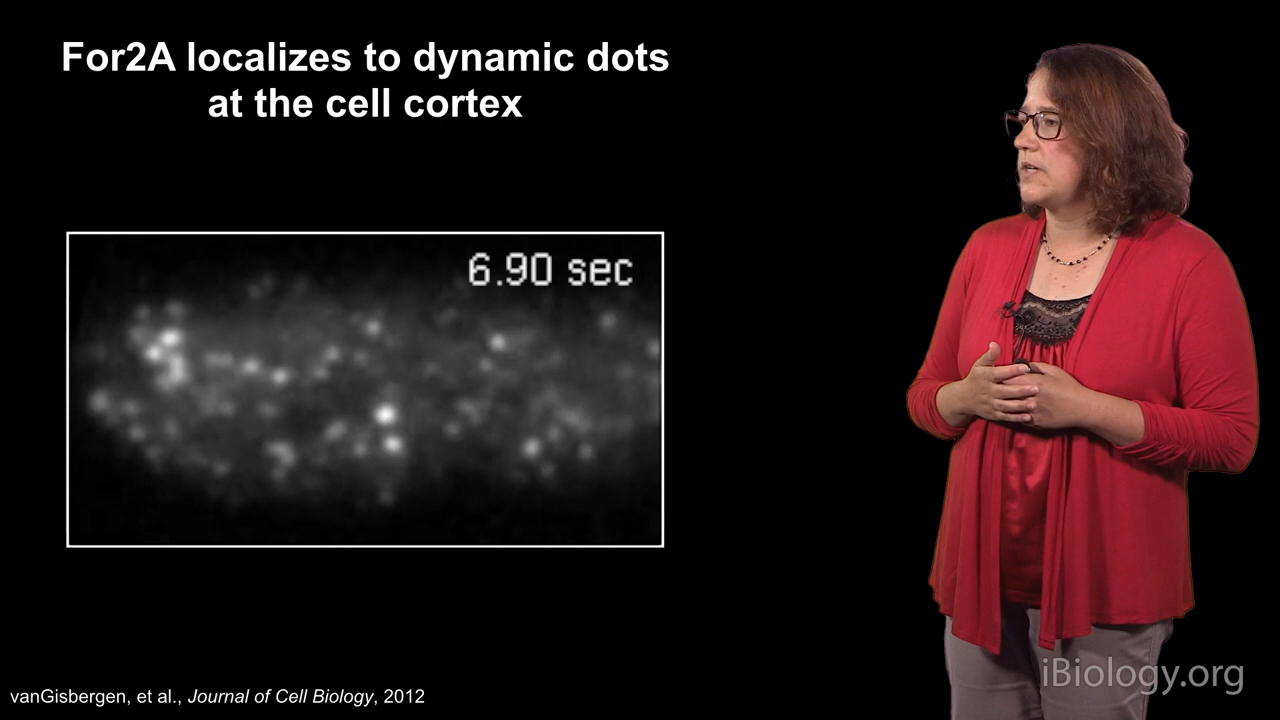 For2A localizes to dynamic dots
at the cell cortex
6.90 sec
vanGisbergen, et al., Journal of Cell Biology, 2012
iBiology.org